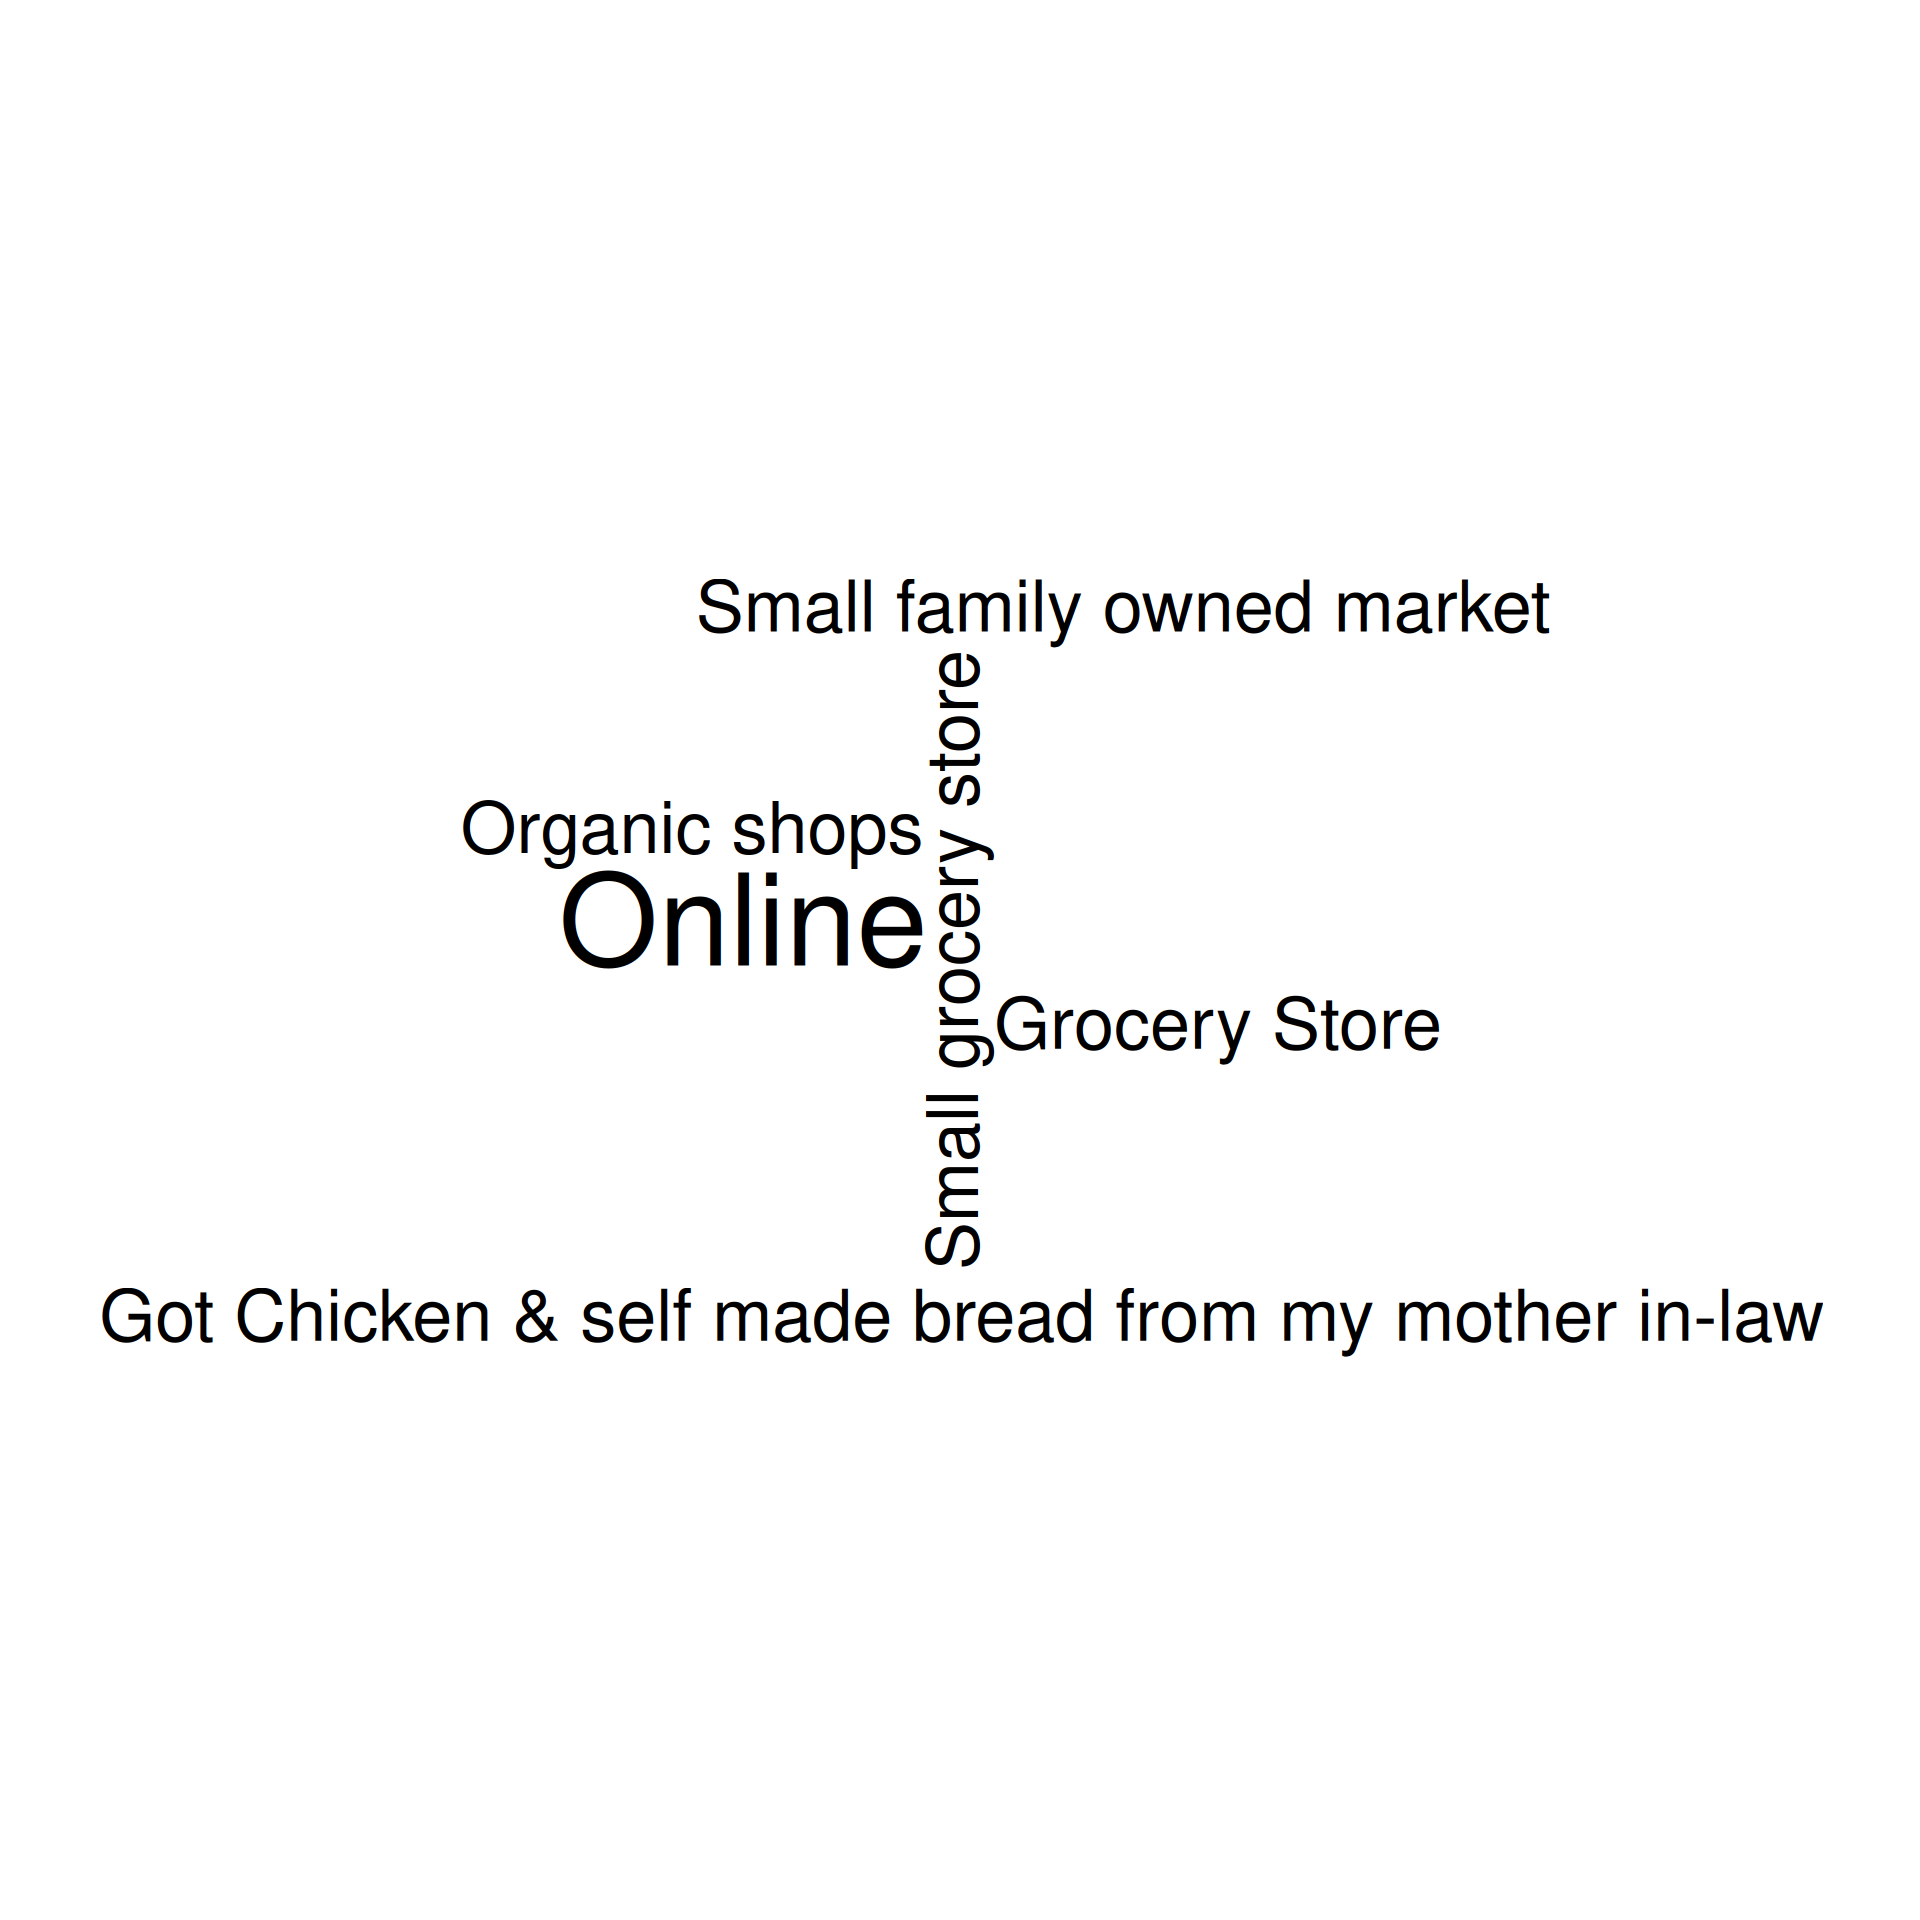 Small family owned market
Small grocery store
Organic shops
Online
Grocery Store
Got Chicken & self made bread from my mother in-law